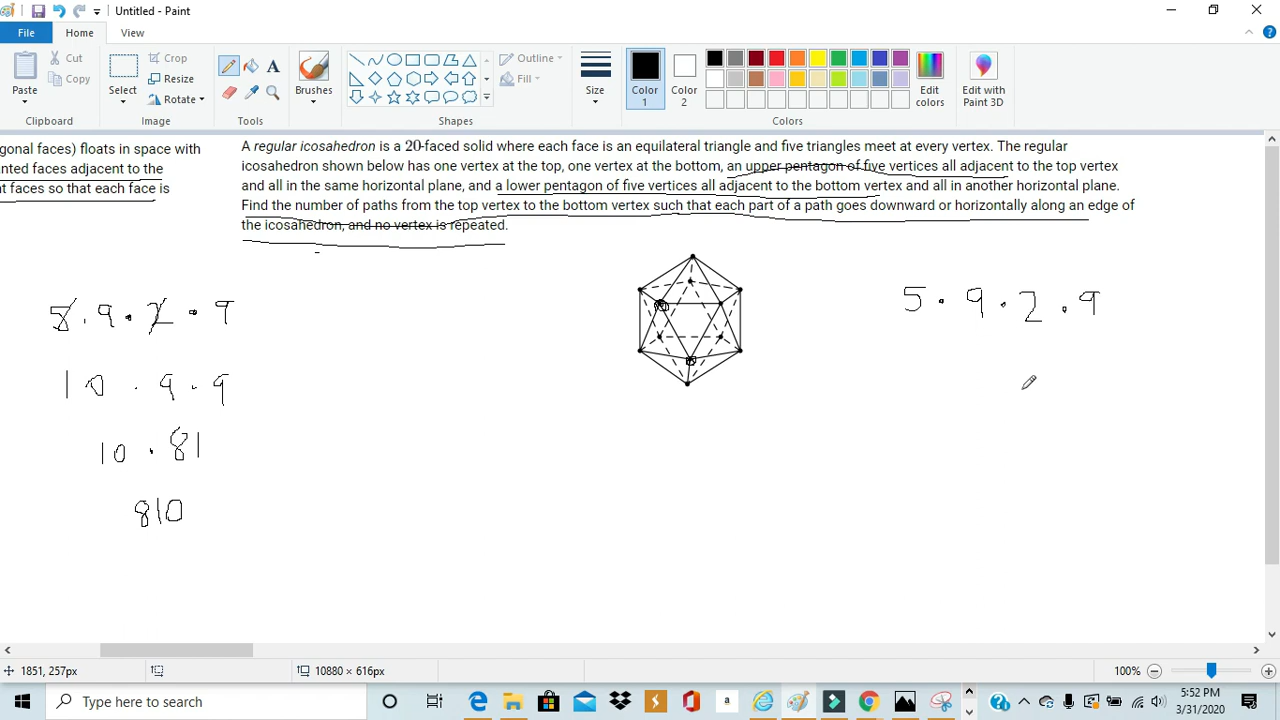 Untitled - Paint
File
Home
View
Paste
Cut
Copy
Clipboard
Select
Crop
Resize
Rotate
Image
A
Tools
Brushes
Shapes
Outline
Fill
Size
Color 1
Color 2
Edit colors
Edit with Paint 3D
Colors
gonal faces) floats in space with
nted faces adjacent to the
t faces so that each face is
A regular icosahedron is a 20-faced solid where each face is an equilateral triangle and five triangles meet at every vertex. The regular
icosahedron shown below has one vertex at the top, one vertex at the bottom, an upper pentagon of five vertices all adjacent to the top vertex
and all in the same horizontal plane, and a lower pentagon of five vertices all adjacent to the bottom vertex and all in another horizontal plane.
Find the number of paths from the top vertex to the bottom vertex such that each part of a path goes downward or horizontally along an edge of
the icosahedron, and no vertex is repeated.
5 . 9 . 2 . 9
10 . 9 . 9
10 . 81
810
5 . 9 . 2 . 9
1851, 257px
10880 × 616px
100%
Type here to search
a
5:52 PM
3/31/2020